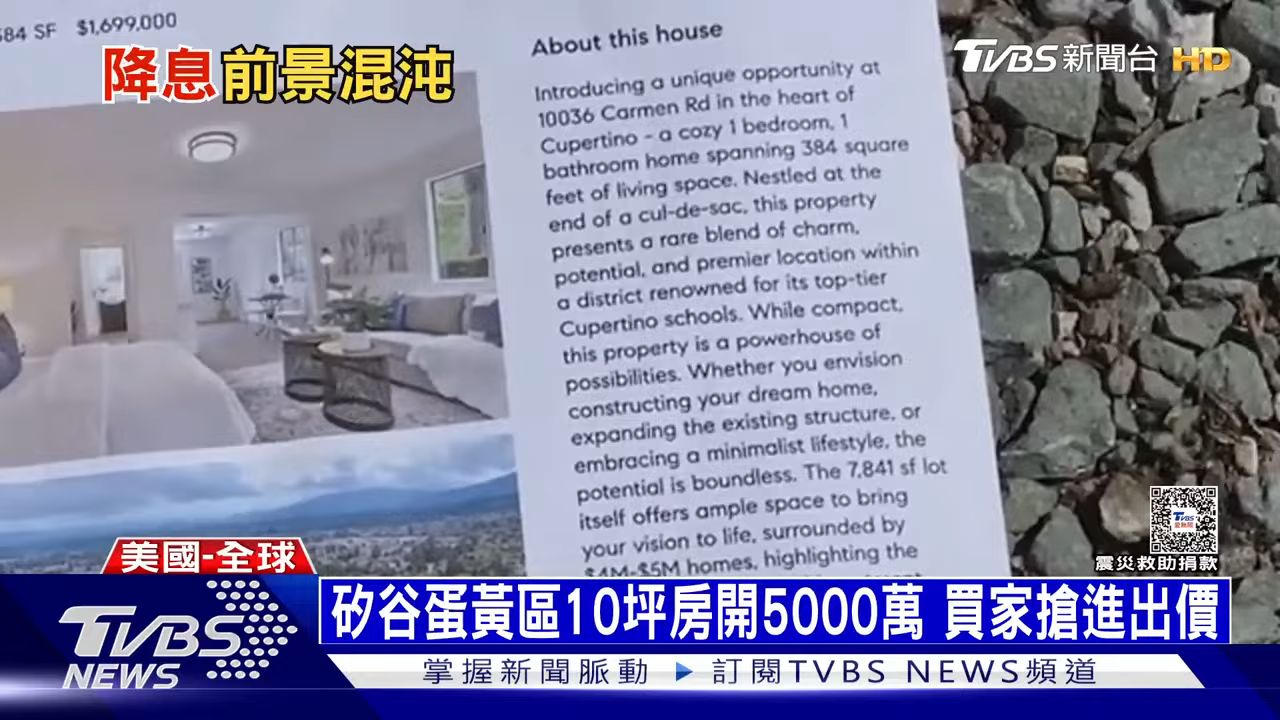 384 SF $1,699,000
降息前景混沌
TVBS新聞台 HD
About this house
Introducing a unique opportunity at
10036 Carmen Rd in the heart of
Cupertino - a cozy 1 bedroom, 1
bathroom home spanning 384 square
feet of living space. Nestled at the
end of a cul-de-sac, this property
presents a rare blend of charm,
potential, and premier location within
a district renowned for its top-tier
Cupertino schools. While compact,
this property is a powerhouse of
possibilities. Whether you envision
constructing your dream home,
expanding the existing structure, or
embracing a minimalist lifestyle, the
potential is boundless. The 7,841 sf lot
itself offers ample space to bring
your vision to life, surrounded by
$4M-$5M homes, highlighting the
震災救助捐款
美國-全球
TVBS
NEWS
矽谷蛋黃區10坪房開5000萬 買家搶進出價
掌握新聞脈動 ▶ 訂閱TVBS NEWS頻道